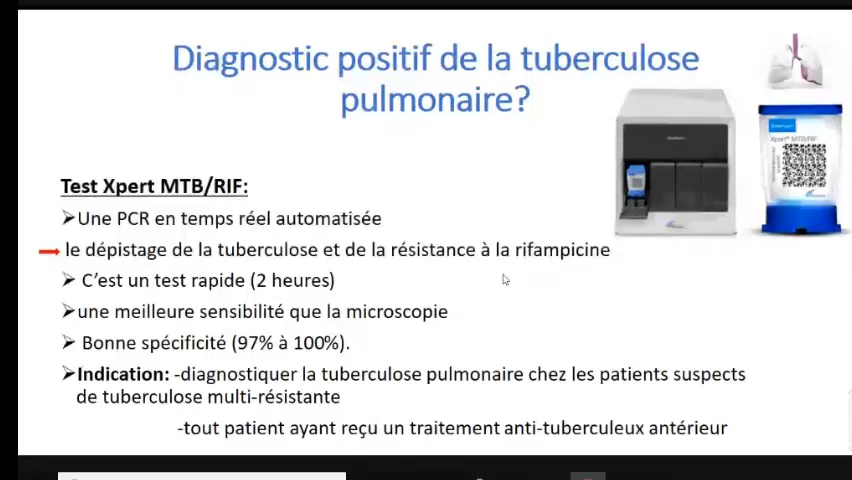 Diagnostic positif de la tuberculose
pulmonaire?
Xpert® MTB/RIF
Test Xpert MTB/RIF:
➤Une PCR en temps réel automatisée
le dépistage de la tuberculose et de la résistance à la rifampicine
➤ C’est un test rapide (2 heures)
➤une meilleure sensibilité que la microscopie
➤ Bonne spécificité (97% à 100%).
➤Indication: -diagnostiquer la tuberculose pulmonaire chez les patients suspects
de tuberculose multi-résistante
-tout patient ayant reçu un traitement anti-tuberculeux antérieur